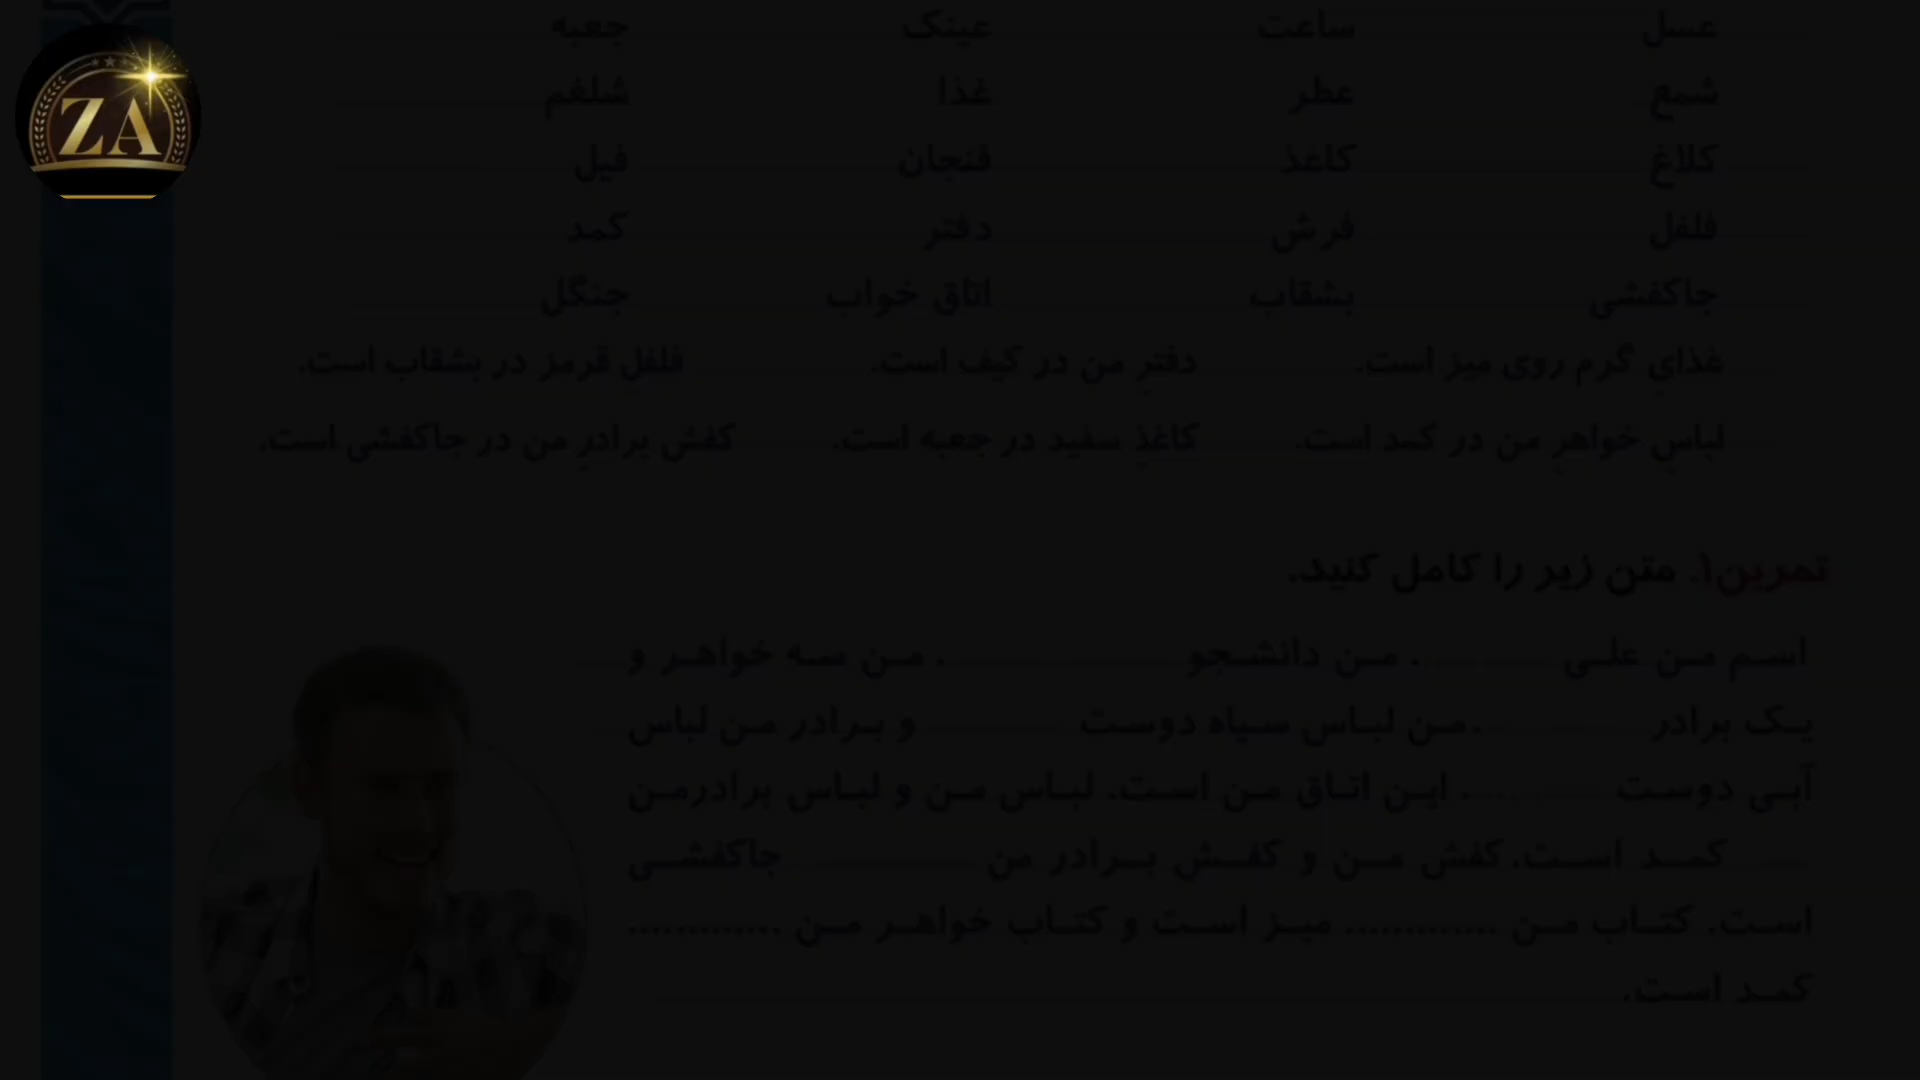 ZA
عسل ساعت عینک جعبه
شمع عطر غذا شلغم
کلاغ کاغذ فنجان فیل
فلفل فرش دفتر کمد
جاکفشی بشقاب اتاق خواب جنگل
غذایِ گرم روی میز است. دفترِ من در کیف است. فلفلِ قرمز در بشقاب است.
لباسِ خواهرِ من در کمد است. کاغذِ سفید در جعبه است. کفشِ برادرِ من در جاکفشی است.
تمرین۱. متن زیر را کامل کنید.
اسم من علی ............ . من دانشجو ............ . من سه خواهر و
یک برادر ............ . من لباس سیاه دوست ............ و برادر من لباس
آبی دوست ............ . این اتاق من است. لباس من و لباس برادرمن
............ کمد است. کفش من و کفش برادر من ............ جاکفشی
است. کتاب من ............. میز است و کتاب خواهر من .............
کمد است.